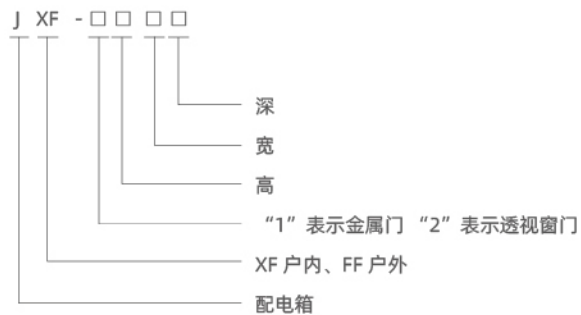 J XF - □ □ □ □
深
宽
高
“1”表示金属门 “2”表示透视窗门
XF 户内、FF 户外
配电箱